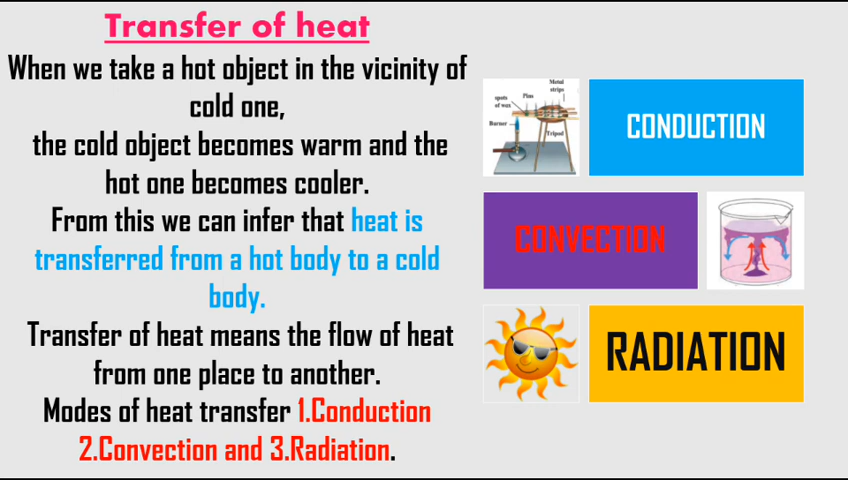 Transfer of heat
When we take a hot object in the vicinity of
cold one,
the cold object becomes warm and the
hot one becomes cooler.
From this we can infer that heat is
transferred from a hot body to a cold
body.
Transfer of heat means the flow of heat
from one place to another.
Modes of heat transfer 1.Conduction
2.Convection and 3.Radiation.
Metal
strips
spots
of wax
Pins
Burner
Tripod
CONDUCTION
CONVECTION
RADIATION